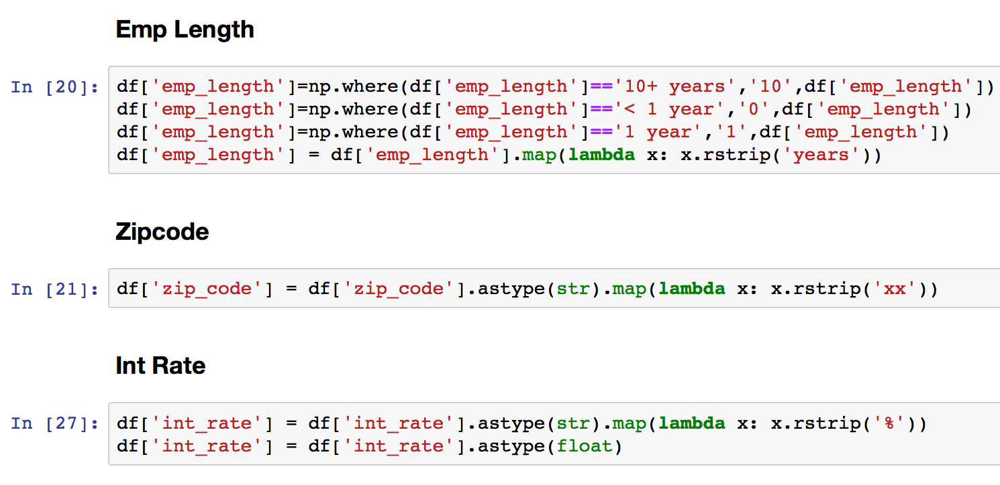 Emp Length
In [20]: df['emp_length']=np.where(df['emp_length']=='10+ years','10',df['emp_length'])
df['emp_length']=np.where(df['emp_length']=='< 1 year','0',df['emp_length'])
df['emp_length']=np.where(df['emp_length']=='1 year','1',df['emp_length'])
df['emp_length'] = df['emp_length'].map(lambda x: x.rstrip('years'))
Zipcode
In [21]: df['zip_code'] = df['zip_code'].astype(str).map(lambda x: x.rstrip('xx'))
Int Rate
In [27]: df['int_rate'] = df['int_rate'].astype(str).map(lambda x: x.rstrip('%'))
df['int_rate'] = df['int_rate'].astype(float)